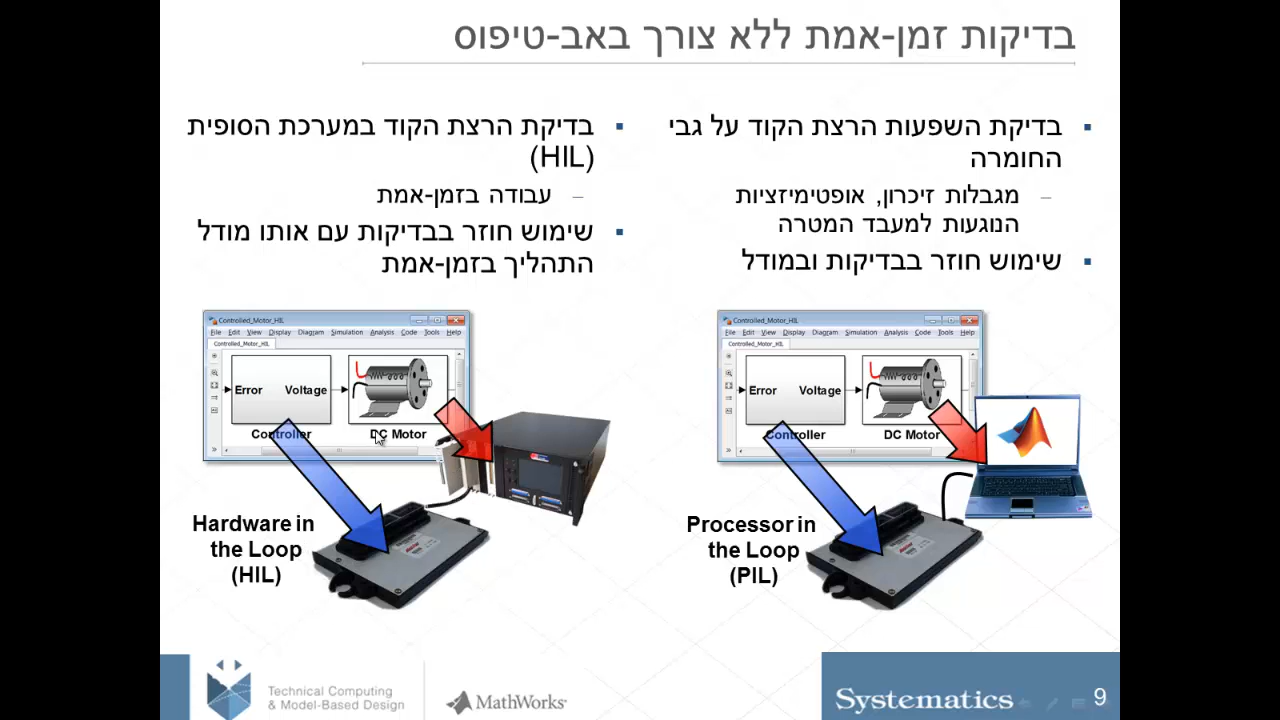 בדיקות זמן-אמת ללא צורך באב-טיפוס
בדיקת השפעות הרצת הקוד על גבי
החומרה
מגבלות זיכרון, אופטימיזציות
הנוגעות למעבד המטרה
שימוש חוזר בבדיקות ובמודל
בדיקת הרצת הקוד במערכת הסופית
(HIL)
עבודה בזמן-אמת
שימוש חוזר בבדיקות עם אותו מודל
התהליך בזמן-אמת
Controlled_Motor_HIL
File Edit View Display Diagram Simulation Analysis Code Tools Help
Controlled_Motor_HIL
Error Voltage
Controller DC Motor
Processor in
the Loop
(PIL)
Controlled_Motor_HIL
File Edit View Display Diagram Simulation Analysis Code Tools Help
Controlled_Motor_HIL
Error Voltage
Controller DC Motor
Hardware in
the Loop
(HIL)
Technical Computing
& Model-Based Design
MathWorks
Systematics
9